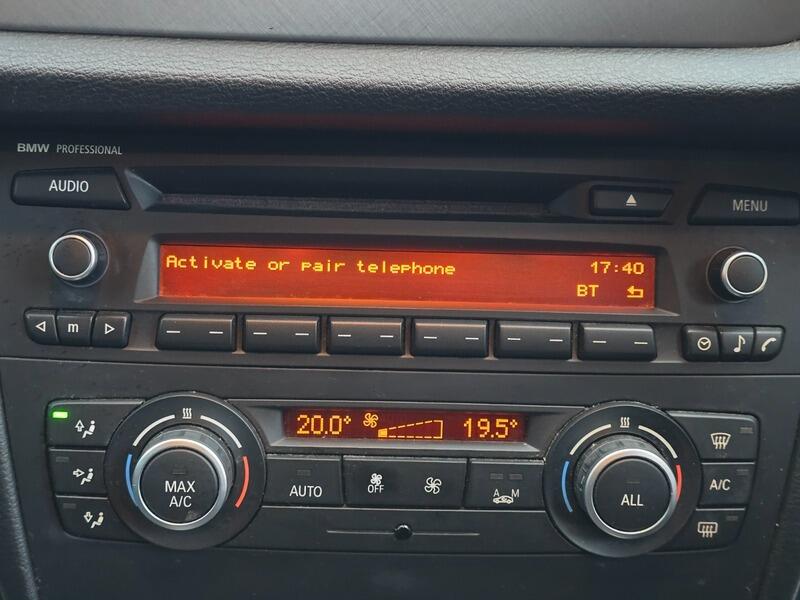 BMW PROFESSIONAL
AUDIO
MENU
Activate or pair telephone 17:40
BT
m
20.0° 19.5°
MAX
A/C
AUTO
OFF
A M
ALL
A/C